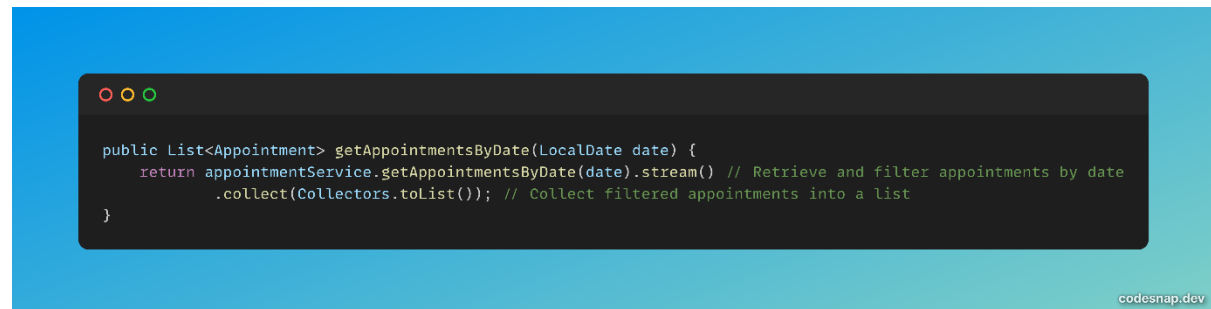 public List<Appointment> getAppointmentsByDate(LocalDate date) {
    return appointmentService.getAppointmentsByDate(date).stream() // Retrieve and filter appointments by date
            .collect(Collectors.toList()); // Collect filtered appointments into a list
}
codesnap.dev